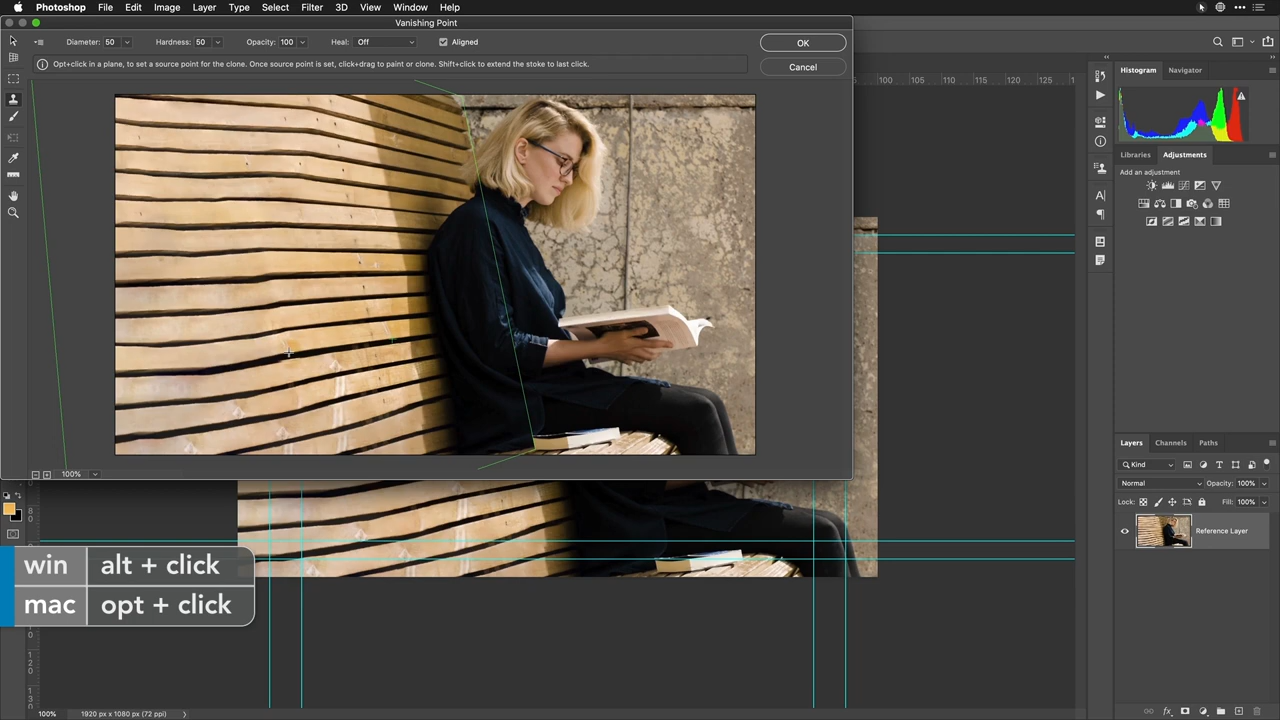 Photoshop File Edit Image Layer Type Select Filter 3D View Window Help
Vanishing Point
Diameter: 50 Hardness: 50 Opacity: 100 Heal: Off Aligned
OK
Opt+click in a plane, to set a source point for the clone. Once source point is set, click+drag to paint or clone. Shift+click to extend the stoke to last click.
Cancel
100 105 110 115 120 125
Histogram Navigator
Libraries Adjustments
Add an adjustment
Layers Channels Paths
Kind
Normal Opacity: 100%
Lock: Fill: 100%
Reference Layer
100%
win alt + click
mac opt + click
100% 1920 px x 1080 px (72 ppi)